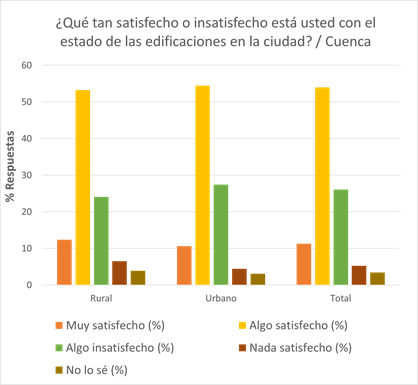 ¿Qué tan satisfecho o insatisfecho está usted con el
estado de las edificaciones en la ciudad? / Cuenca
60
50
40
30
20
10
0
% Respuestas
Rural Urbano Total
Muy satisfecho (%) Algo satisfecho (%)
Algo insatisfecho (%) Nada satisfecho (%)
No lo sé (%)